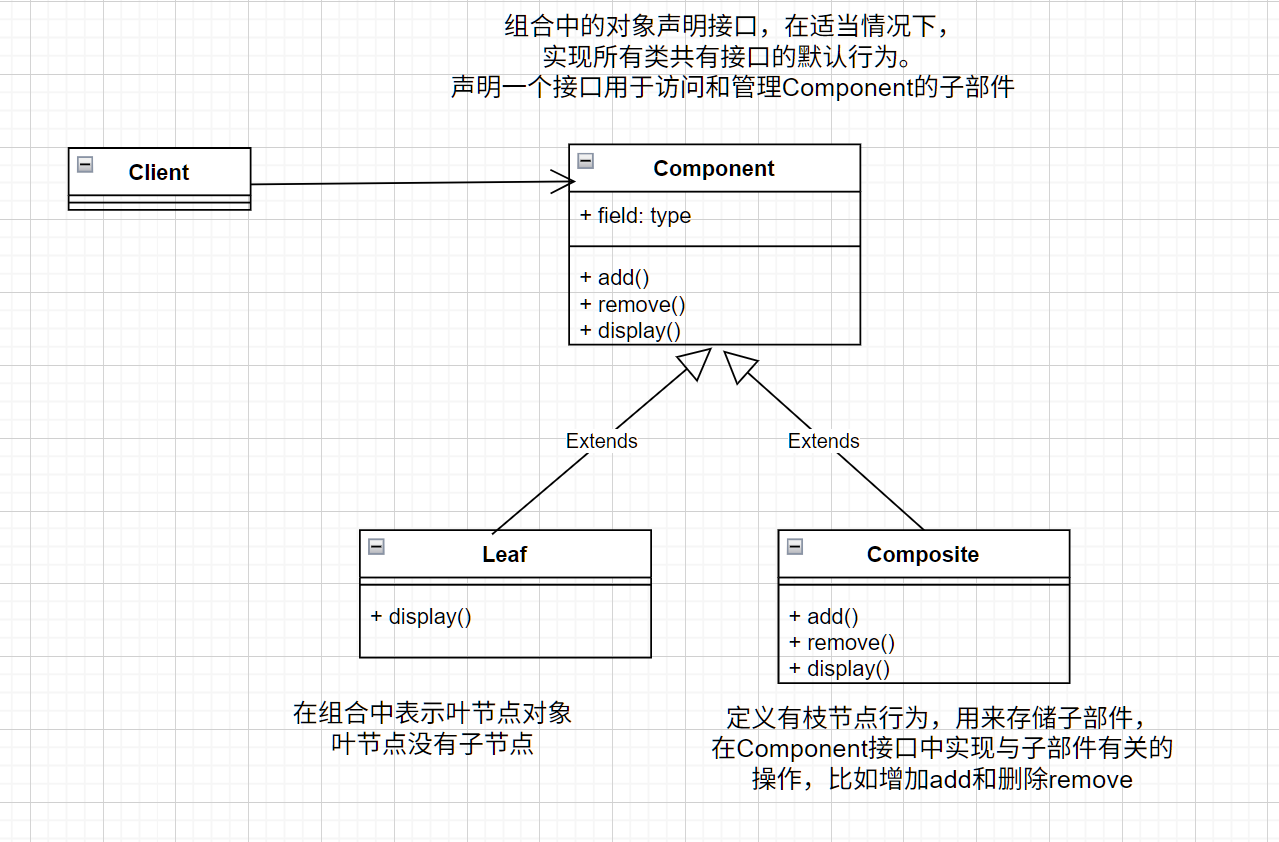 组合中的对象声明接口，在适当情况下，
实现所有类共有接口的默认行为。
声明一个接口用于访问和管理Component的子部件
Client
Component
+ field: type
+ add()
+ remove()
+ display()
Extends
Extends
Leaf
+ display()
Composite
+ add()
+ remove()
+ display()
在组合中表示叶节点对象
叶节点没有子节点
定义有枝节点行为，用来存储子部件，
在Component接口中实现与子部件有关的
操作，比如增加add和删除remove